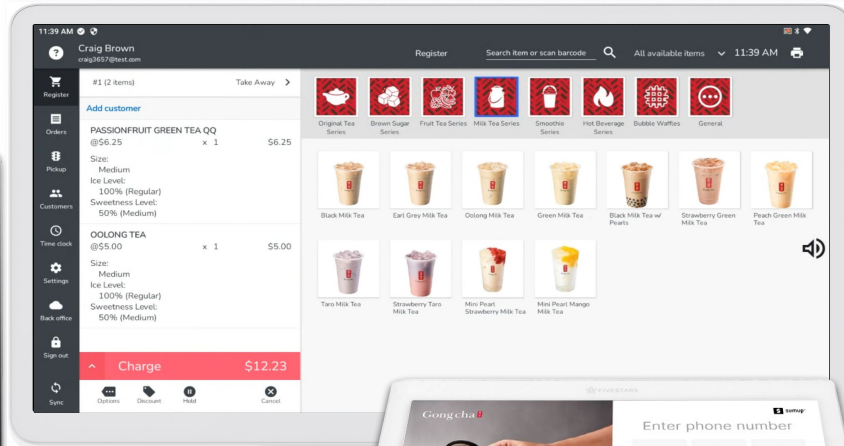 11:39 AM
Craig Brown
craig3657@test.com
Register
Search item or scan barcode
All available items
11:39 AM
Register
Orders
Pickup
Customers
Time clock
Settings
Back office
Sign out
Sync
#1 (2 items)
Take Away
Add customer
PASSIONFRUIT GREEN TEA QQ
@$6.25 x 1 $6.25
Size:
Medium
Ice Level:
100% (Regular)
Sweetness Level:
50% (Medium)
OOLONG TEA
@$5.00 x 1 $5.00
Size:
Medium
Ice Level:
100% (Regular)
Sweetness Level:
50% (Medium)
Charge $12.23
Options
Discount
Hold
Cancel
Original Tea
Series
Brown Sugar
Series
Fruit Tea Series
Milk Tea Series
Smoothie
Series
Hot Beverage
Series
Bubble Waffles
General
Black Milk Tea
Earl Grey Milk Tea
Oolong Milk Tea
Green Milk Tea
Black Milk Tea w/
Pearls
Strawberry Green
Milk Tea
Peach Green Milk
Tea
Taro Milk Tea
Strawberry Taro
Milk Tea
Mini Pearl
Strawberry Milk Tea
Mini Pearl Mango
Milk Tea
FIVESTARS
Gong cha
sumup
Enter phone number